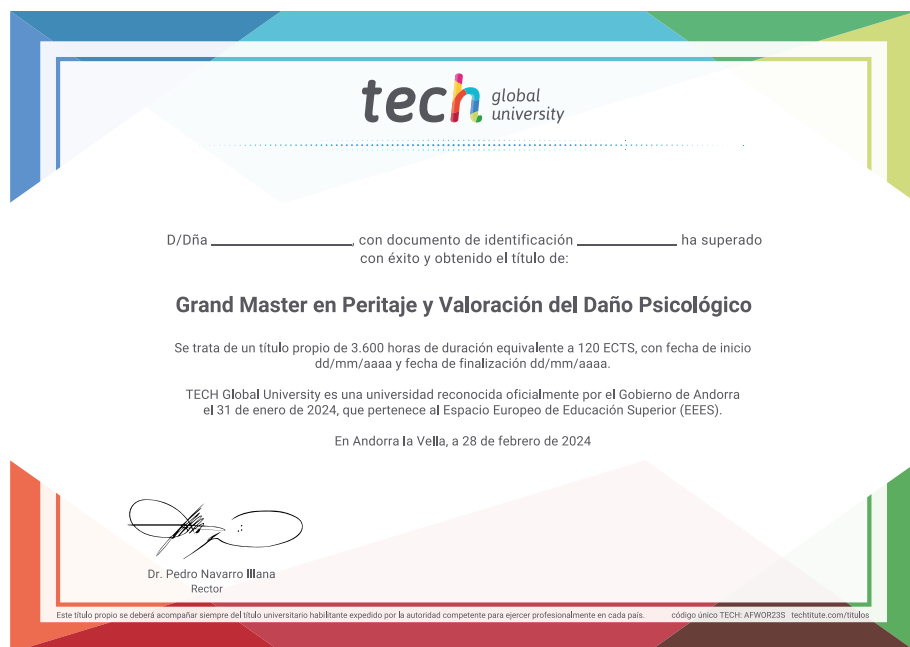 tech global university
D/Dña ________________, con documento de identificación ____________ ha superado
con éxito y obtenido el título de:
Grand Master en Peritaje y Valoración del Daño Psicológico
Se trata de un título propio de 3.600 horas de duración equivalente a 120 ECTS, con fecha de inicio
dd/mm/aaaa y fecha de finalización dd/mm/aaaa.
TECH Global University es una universidad reconocida oficialmente por el Gobierno de Andorra
el 31 de enero de 2024, que pertenece al Espacio Europeo de Educación Superior (EEES).
En Andorra la Vella, a 28 de febrero de 2024
Dr. Pedro Navarro Illana
Rector
Este título propio se deberá acompañar siempre del título universitario habilitante expedido por la autoridad competente para ejercer profesionalmente en cada país. código único TECH: AFWOR23S techtitute.com/titulos